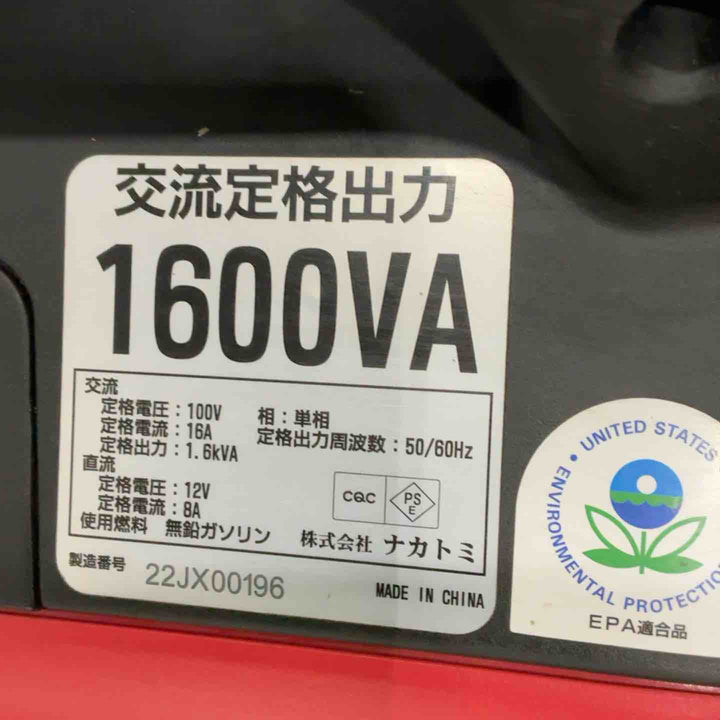 交流定格出力
1600VA
交流
定格電圧：100V 相：単相
定格電流：16A 定格出力周波数：50/60Hz
定格出力：1.6kVA
直流
定格電圧：12V
定格電流：8A
使用燃料 無鉛ガソリン
CQC
PS
E
株式会社 ナカトミ
製造番号 22JX00196
MADE IN CHINA
UNITED STATES
ENVIRONMENTAL PROTECTION
EPA適合品